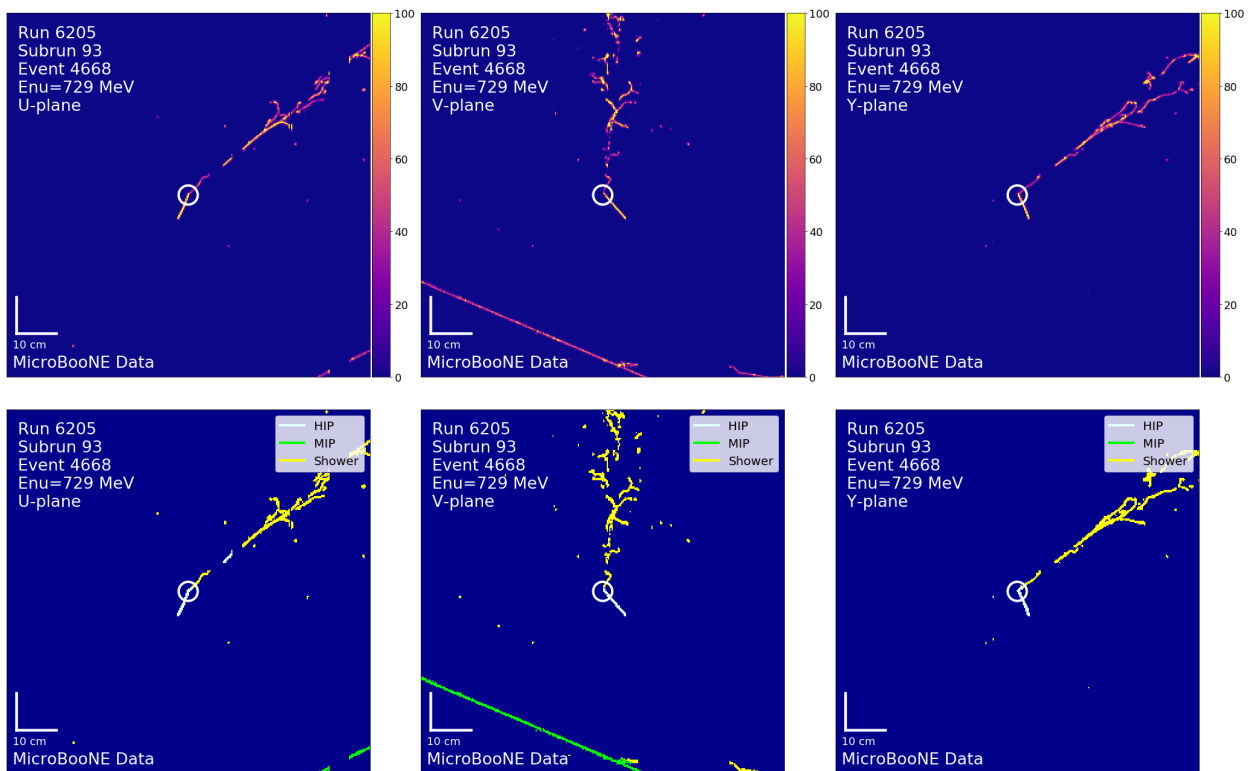 Run 6205
Subrun 93
Event 4668
Enu=729 MeV
U-plane
10 cm
MicroBooNE Data
100
80
60
40
20
0
Run 6205
Subrun 93
Event 4668
Enu=729 MeV
V-plane
10 cm
MicroBooNE Data
100
80
60
40
20
0
Run 6205
Subrun 93
Event 4668
Enu=729 MeV
Y-plane
10 cm
MicroBooNE Data
100
80
60
40
20
0
Run 6205
Subrun 93
Event 4668
Enu=729 MeV
U-plane
HIP
MIP
Shower
10 cm
MicroBooNE Data
Run 6205
Subrun 93
Event 4668
Enu=729 MeV
V-plane
HIP
MIP
Shower
10 cm
MicroBooNE Data
Run 6205
Subrun 93
Event 4668
Enu=729 MeV
Y-plane
HIP
MIP
Shower
10 cm
MicroBooNE Data